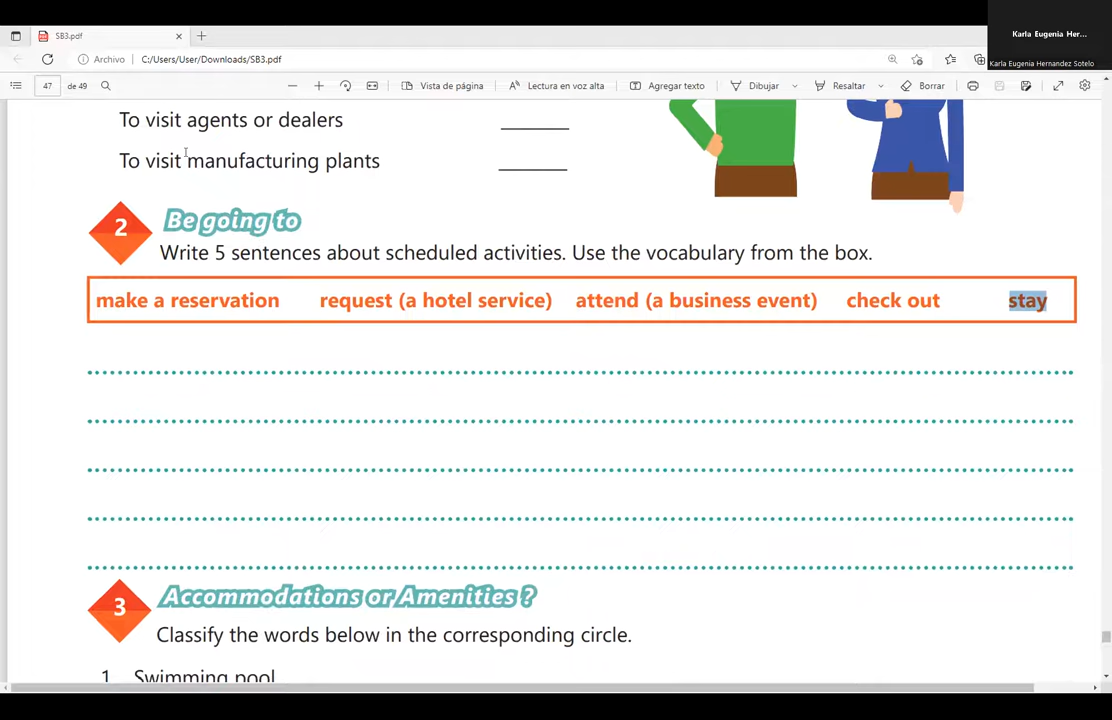 Karla Eugenia Her...
Karla Eugenia Hernandez Sotelo
SB3.pdf
Archivo C:/Users/User/Downloads/SB3.pdf
47 de 49 Vista de página Lectura en voz alta Agregar texto Dibujar Resaltar Borrar
To visit agents or dealers
To visit manufacturing plants
2 Be going to
Write 5 sentences about scheduled activities. Use the vocabulary from the box.
make a reservation request (a hotel service) attend (a business event) check out stay
3 Accommodations or Amenities ?
Classify the words below in the corresponding circle.
1. Swimming pool